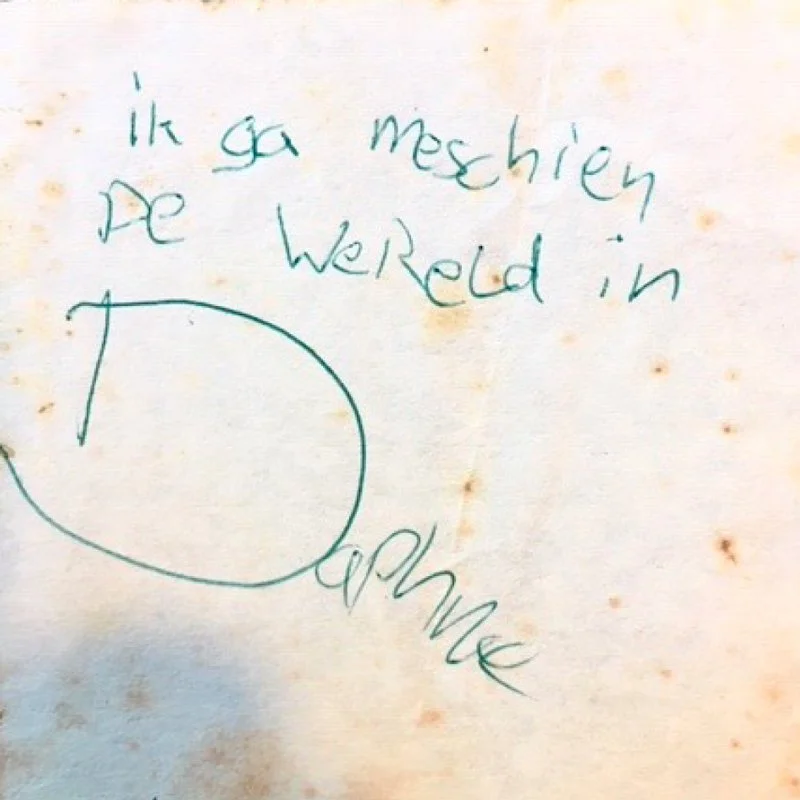 ik ga meschien
De Wereld in
Daphne